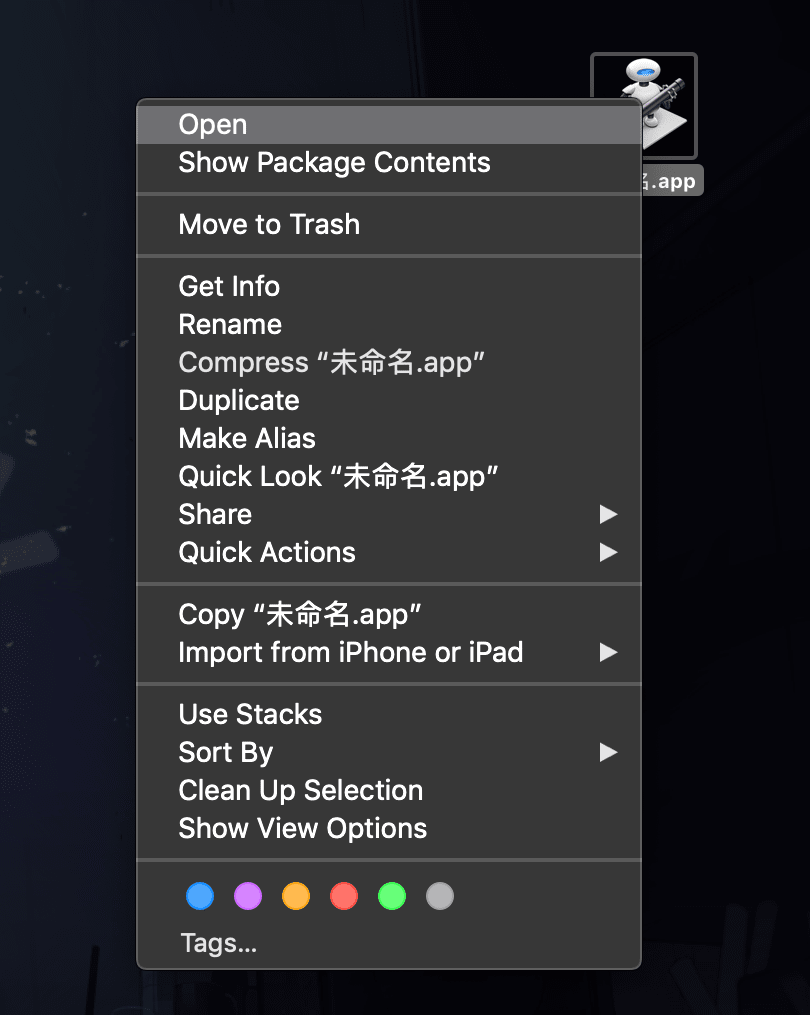 Open
Show Package Contents
Move to Trash
Get Info
Rename
Compress “未命名.app”
Duplicate
Make Alias
Quick Look “未命名.app”
Share
Quick Actions
Copy “未命名.app”
Import from iPhone or iPad
Use Stacks
Sort By
Clean Up Selection
Show View Options
Tags...
.app